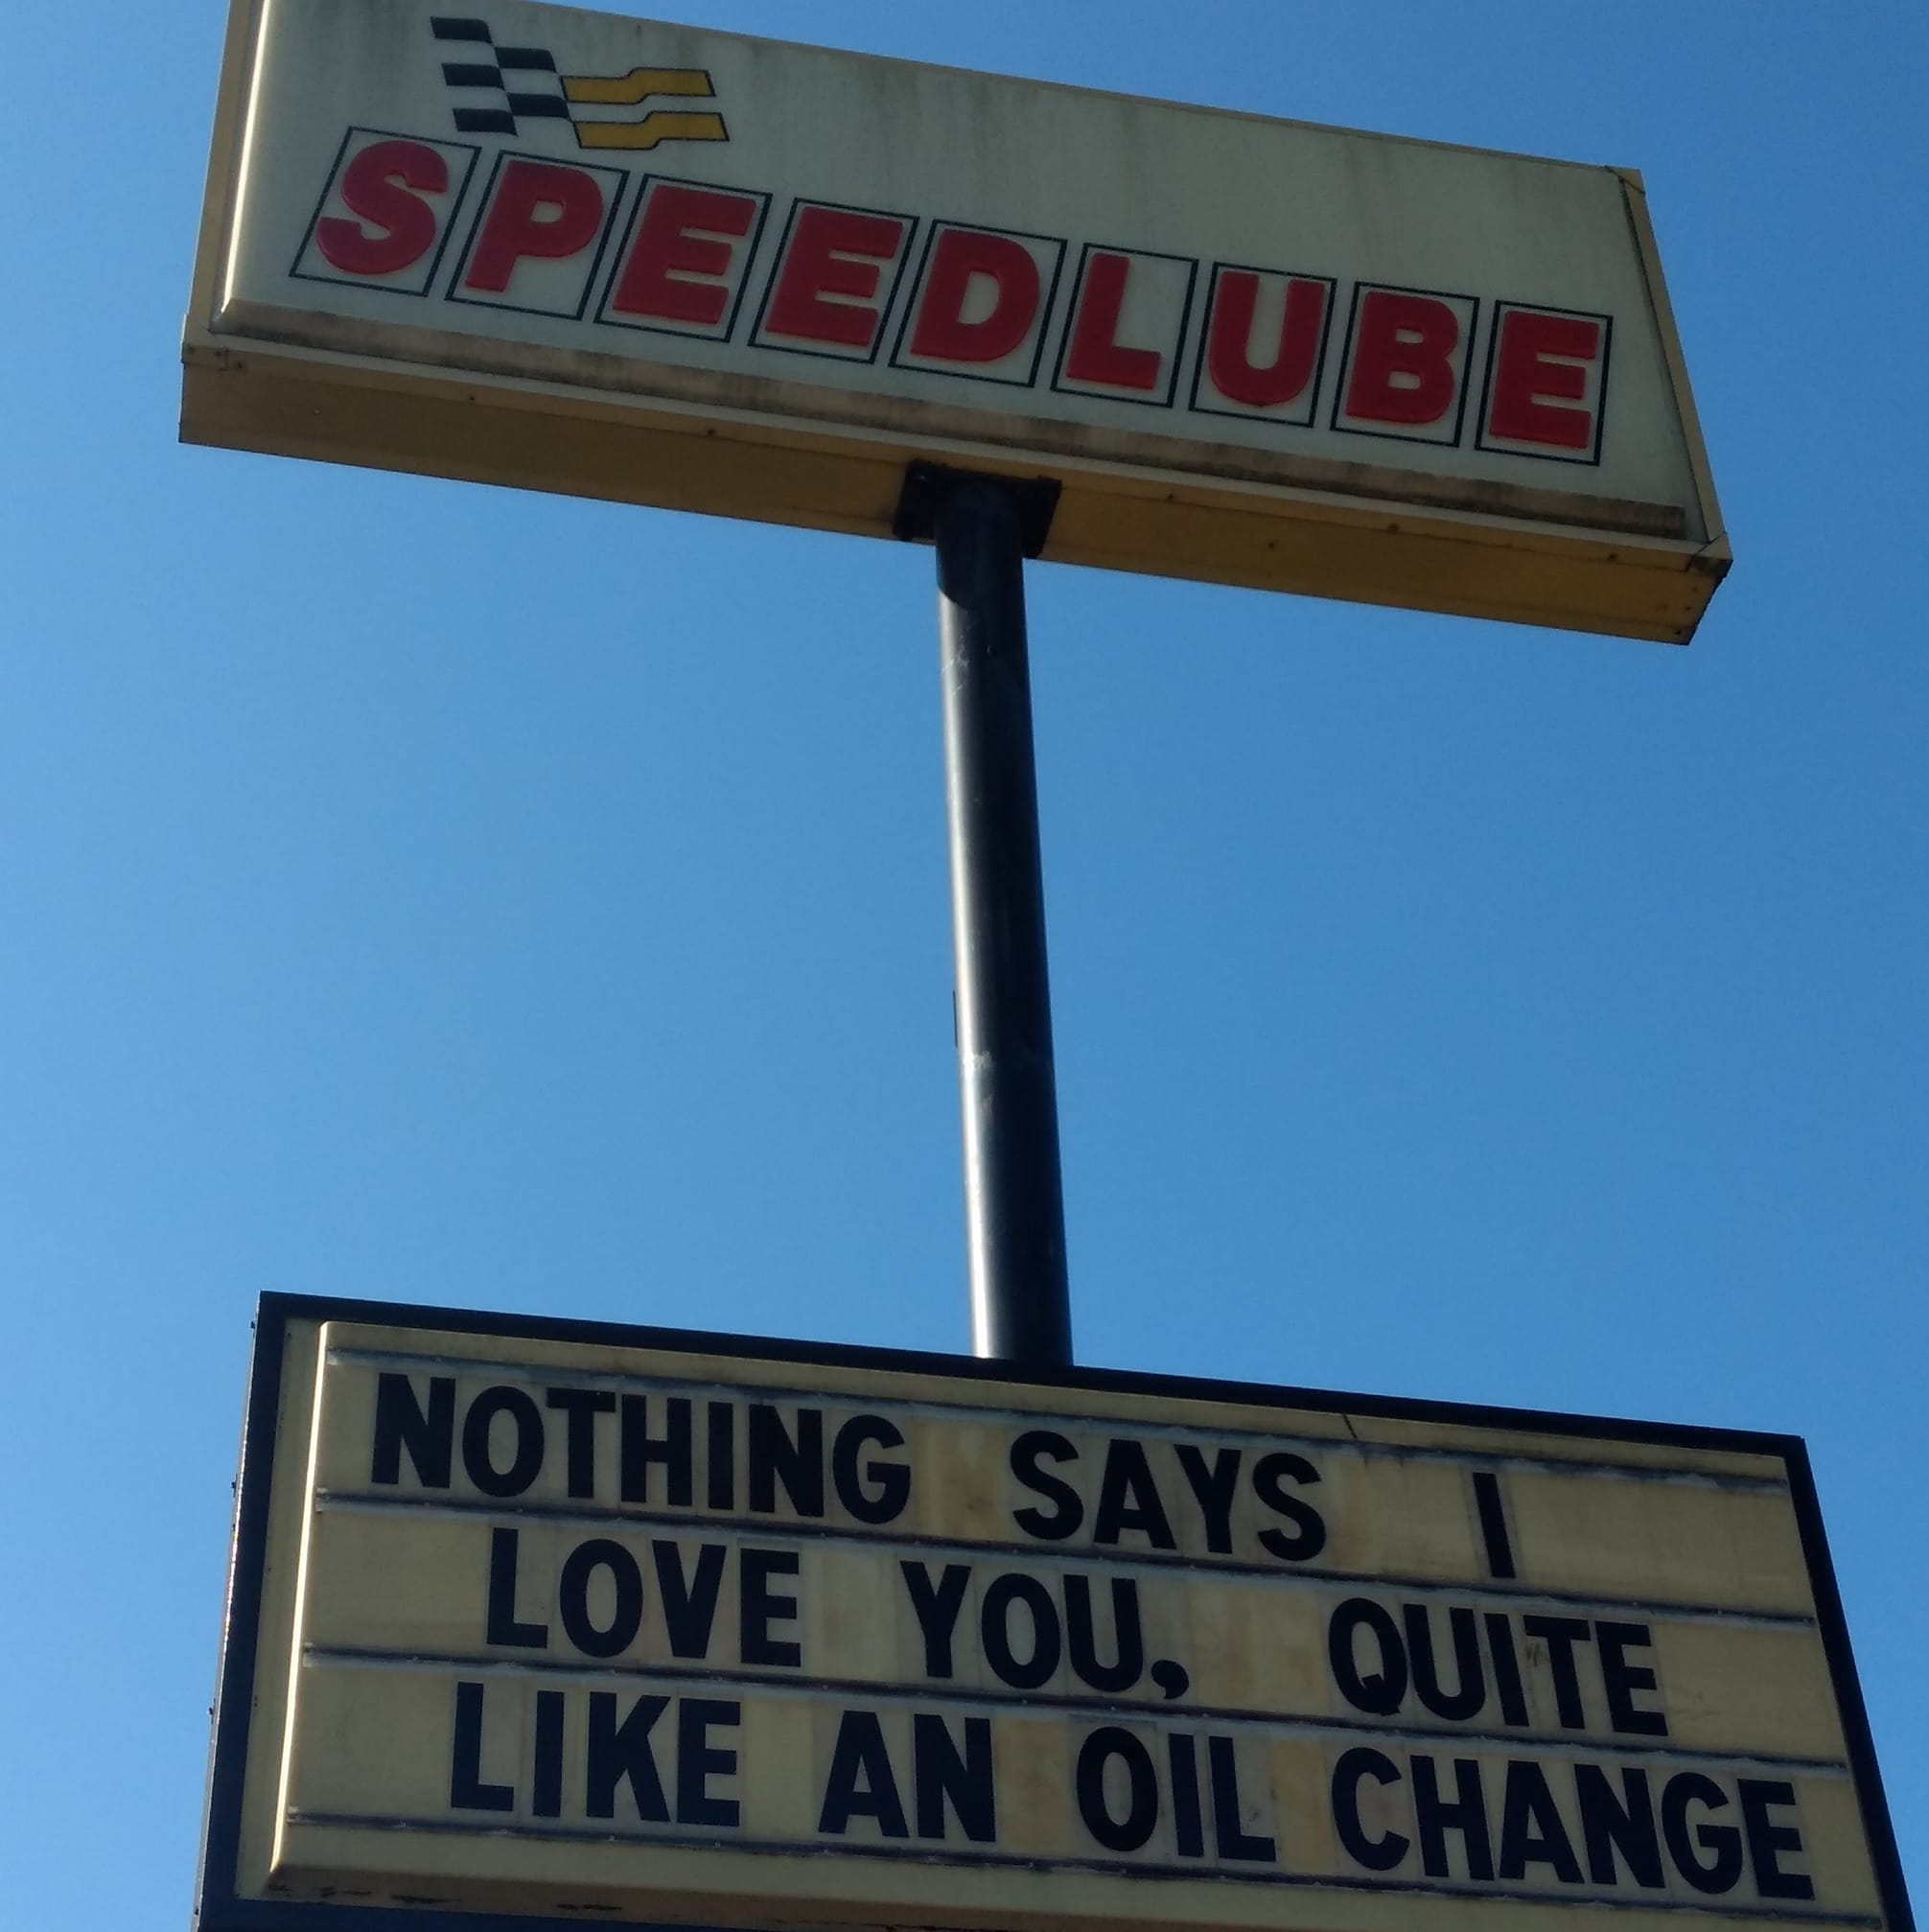 SPEEDLUBE
NOTHING SAYS I
LOVE YOU, QUITE
LIKE AN OIL CHANGE